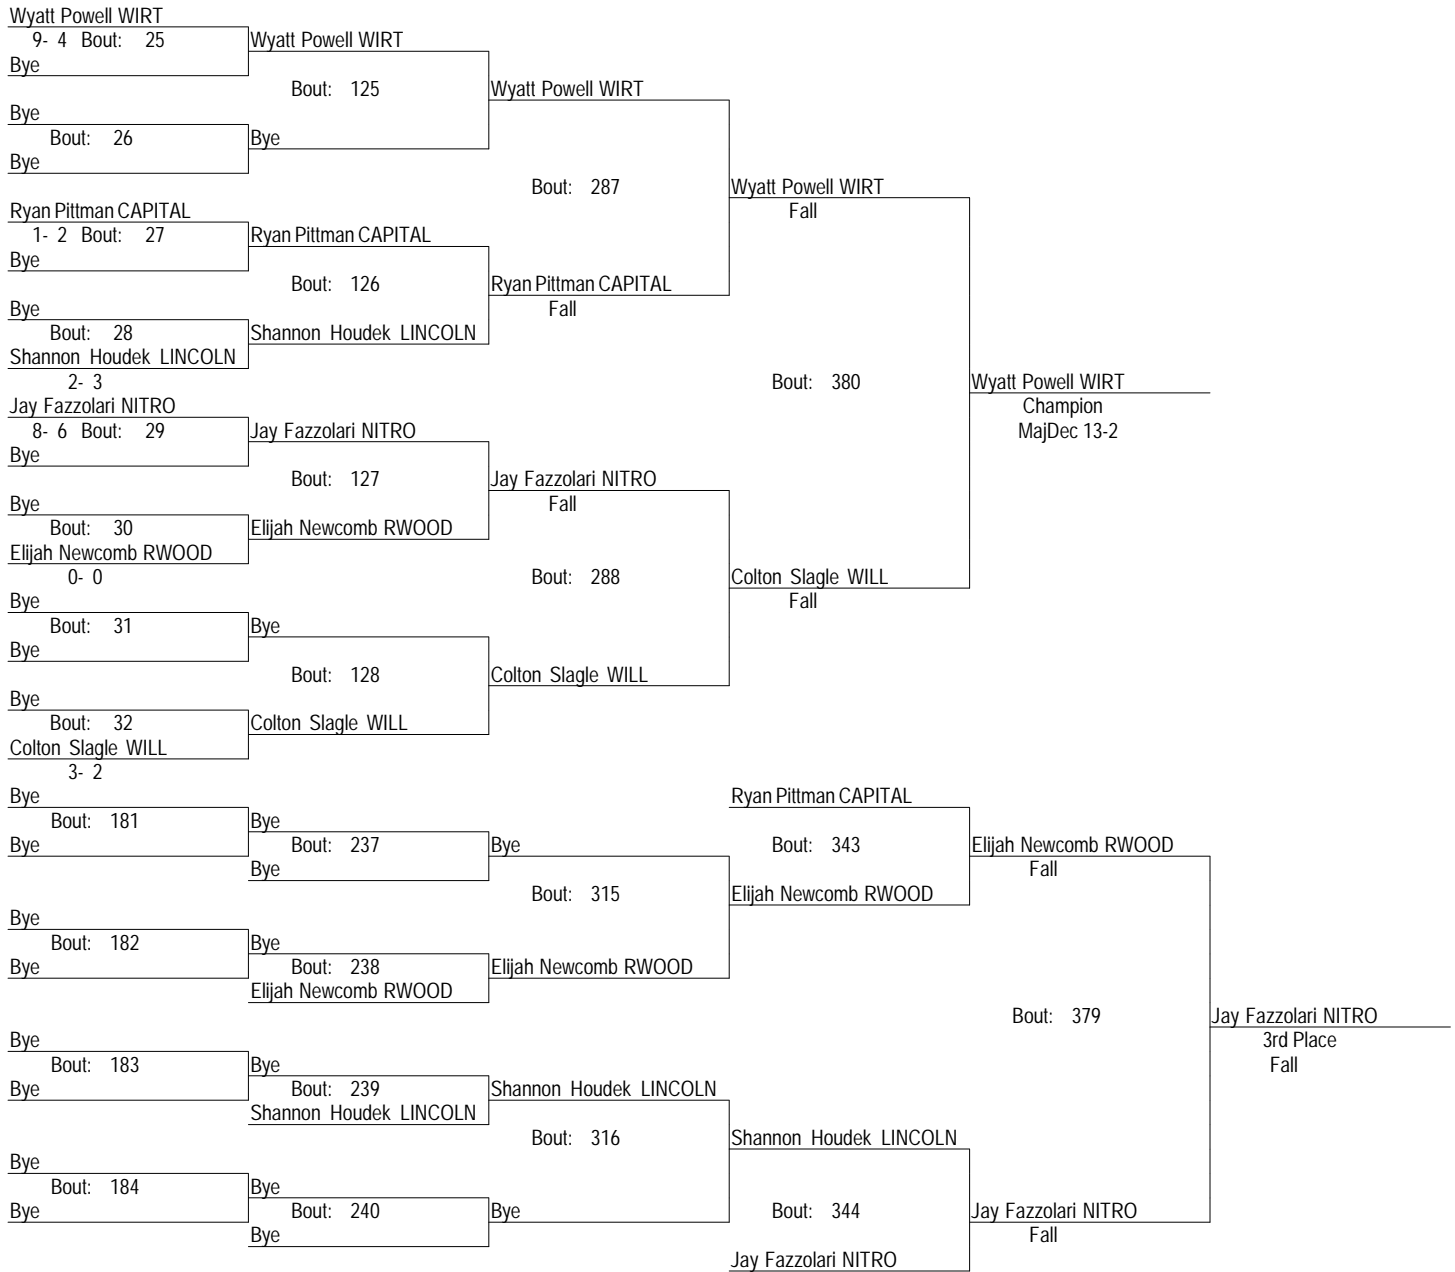 Wyatt Powell WIRT
9- 4 Bout: 25 Wyatt Powell WIRT
Bye
Bout: 125 Wyatt Powell WIRT
Bye
Bout: 26 Bye
Bye
Bout: 287 Wyatt Powell WIRT
Ryan Pittman CAPITAL Fall
1- 2 Bout: 27 Ryan Pittman CAPITAL
Bye
Bout: 126 Ryan Pittman CAPITAL
Bye Fall
Bout: 28 Shannon Houdek LINCOLN
Shannon Houdek LINCOLN
2- 3 Bout: 380 Wyatt Powell WIRT
Jay Fazzolari NITRO Champion
8- 6 Bout: 29 Jay Fazzolari NITRO MajDec 13-2
Bye
Bout: 127 Jay Fazzolari NITRO
Bye Fall
Bout: 30 Elijah Newcomb RWOOD
Elijah Newcomb RWOOD
0- 0 Bout: 288 Colton Slagle WILL
Bye Fall
Bout: 31 Bye
Bye
Bout: 128 Colton Slagle WILL
Bye
Bout: 32 Colton Slagle WILL
Colton Slagle WILL
3- 2
Bye Ryan Pittman CAPITAL
Bout: 181 Bye
Bye Bout: 237 Bye Bout: 343 Elijah Newcomb RWOOD
Bye Fall
Bout: 315 Elijah Newcomb RWOOD
Bye
Bout: 182 Bye
Bye Bout: 238 Elijah Newcomb RWOOD
Elijah Newcomb RWOOD
Bout: 379 Jay Fazzolari NITRO
Bye 3rd Place
Bout: 183 Bye Fall
Bye Bout: 239 Shannon Houdek LINCOLN
Shannon Houdek LINCOLN
Bout: 316 Shannon Houdek LINCOLN
Bye
Bout: 184 Bye
Bye Bout: 240 Bye Bout: 344 Jay Fazzolari NITRO
Bye Fall
Jay Fazzolari NITRO